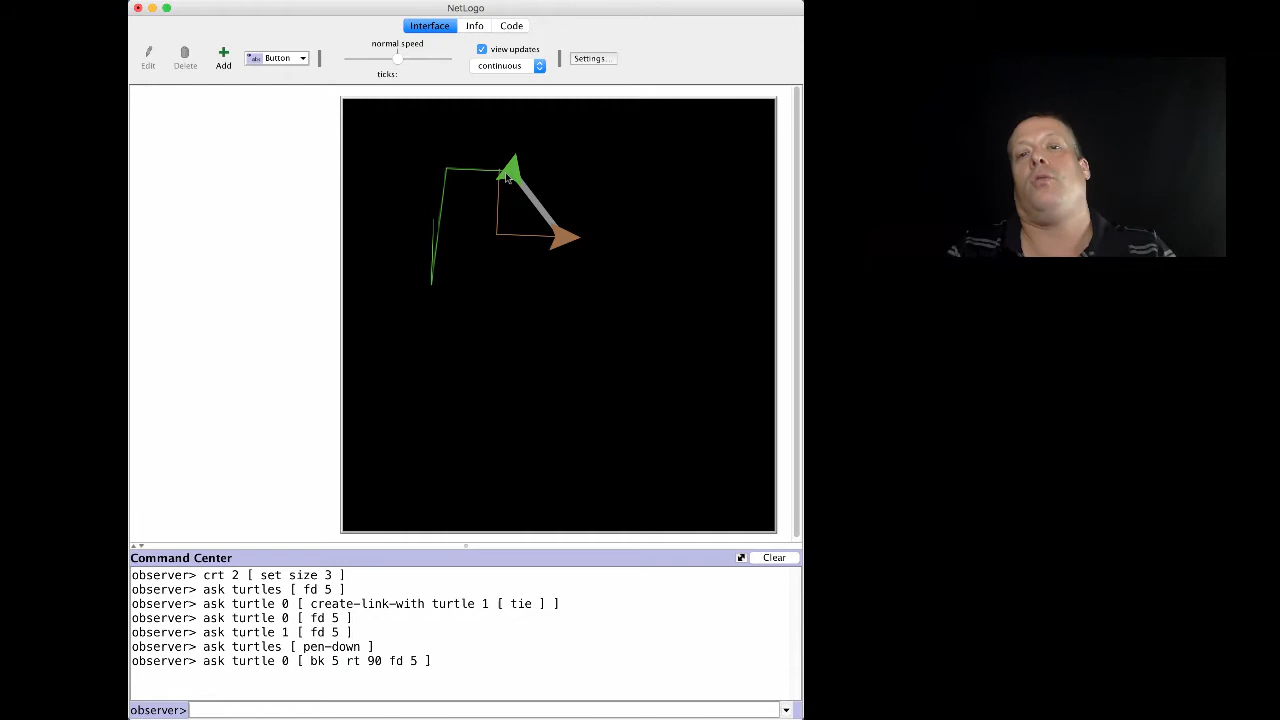 NetLogo
Interface Info Code
Edit Delete Add abc Button normal speed ticks: view updates continuous Settings...
Command Center Clear
observer> crt 2 [ set size 3 ]
observer> ask turtles [ fd 5 ]
observer> ask turtle 0 [ create-link-with turtle 1 [ tie ] ]
observer> ask turtle 0 [ fd 5 ]
observer> ask turtle 1 [ fd 5 ]
observer> ask turtles [ pen-down ]
observer> ask turtle 0 [ bk 5 rt 90 fd 5 ]
observer>